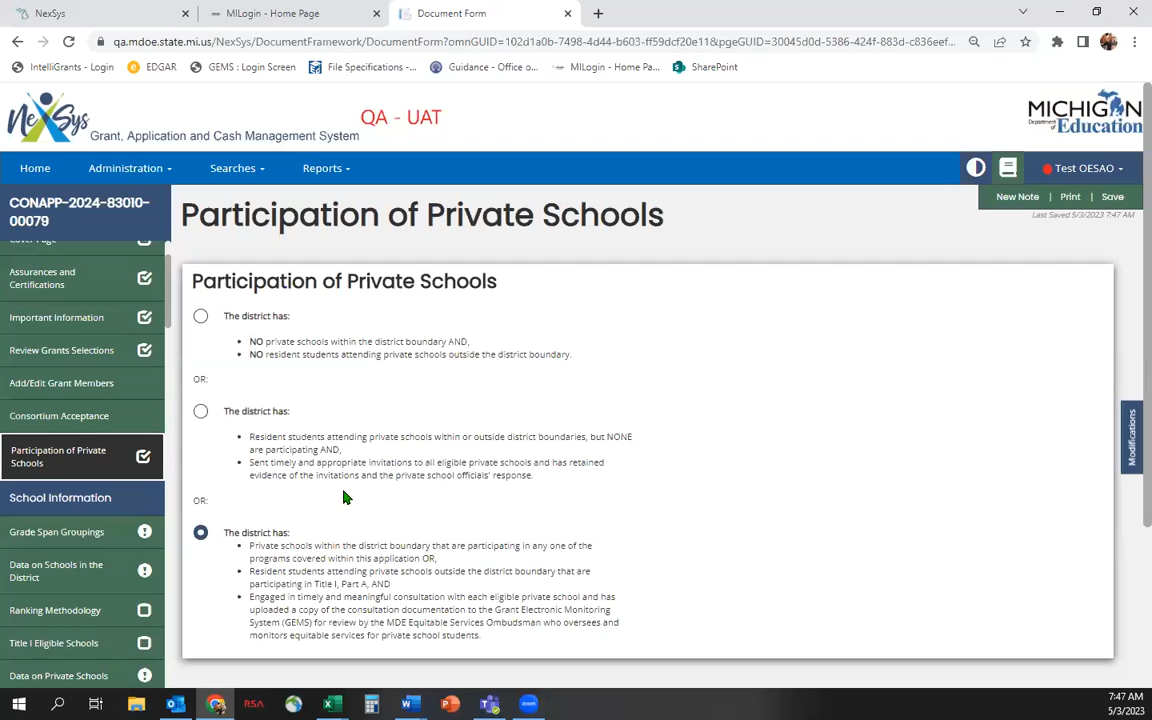 NexSys
MILogin - Home Page
Document Form
qa.mdoe.state.mi.us/NexSys/DocumentFramework/DocumentForm?omnGUID=102d1a0b-7498-4d44-b603-ff59dcf20e11&pgeGUID=30045d0d-5386-424f-883d-c836eef...
IntelliGrants - Login
EDGAR
GEMS : Login Screen
File Specifications -...
Guidance - Office o...
MILogin - Home Pa...
SharePoint
NexSys
Grant, Application and Cash Management System
QA - UAT
MICHIGAN
Department of Education
Home
Administration
Searches
Reports
Test OESAO
CONAPP-2024-83010-
00079
New Note
Print
Save
Last Saved 5/3/2023 7:47 AM
Participation of Private Schools
Cover Page
Assurances and
Certifications
Important Information
Review Grants Selections
Add/Edit Grant Members
Consortium Acceptance
Participation of Private
Schools
School Information
Grade Span Groupings
Data on Schools in the
District
Ranking Methodology
Title I Eligible Schools
Data on Private Schools
Participation of Private Schools
The district has:
• NO private schools within the district boundary AND,
• NO resident students attending private schools outside the district boundary.
OR:
The district has:
• Resident students attending private schools within or outside district boundaries, but NONE
are participating AND,
• Sent timely and appropriate invitations to all eligible private schools and has retained
evidence of the invitations and the private school officials' response.
OR:
The district has:
• Private schools within the district boundary that are participating in any one of the
programs covered within this application OR,
• Resident students attending private schools outside the district boundary that are
participating in Title I, Part A, AND
• Engaged in timely and meaningful consultation with each eligible private school and has
uploaded a copy of the consultation documentation to the Grant Electronic Monitoring
System (GEMS) for review by the MDE Equitable Services Ombudsman who oversees and
monitors equitable services for private school students.
Modifications
RSA
zoom
7:47 AM
5/3/2023